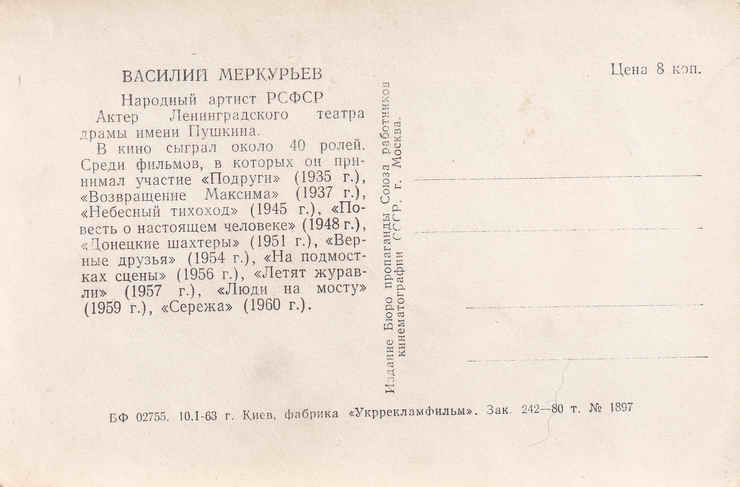 ВАСИЛИЙ МЕРКУРЬЕВ
Народный артист РСФСР
Актер Ленинградского театра
драмы имени Пушкина.
В кино сыграл около 40 ролей.
Среди фильмов, в которых он при-
нимал участие «Подруги» (1935 г.),
«Возвращение Максима» (1937 г.),
«Небесный тихоход» (1945 г.), «По-
весть о настоящем человеке» (1948 г.),
«Донецкие шахтеры» (1951 г.), «Вер-
ные друзья» (1954 г.), «На подмост-
ках сцены» (1956 г.), «Летят журав-
ли» (1957 г.), «Люди на мосту»
(1959 г.), «Сережа» (1960 г.).
Издание Бюро пропаганды Союза работников
кинематографии СССР, г. Москва.
Цена 8 коп.
БФ 02755. 10.I-63 г. Киев, фабрика «Укррекламфильм». Зак. 242—80 т. № 1897